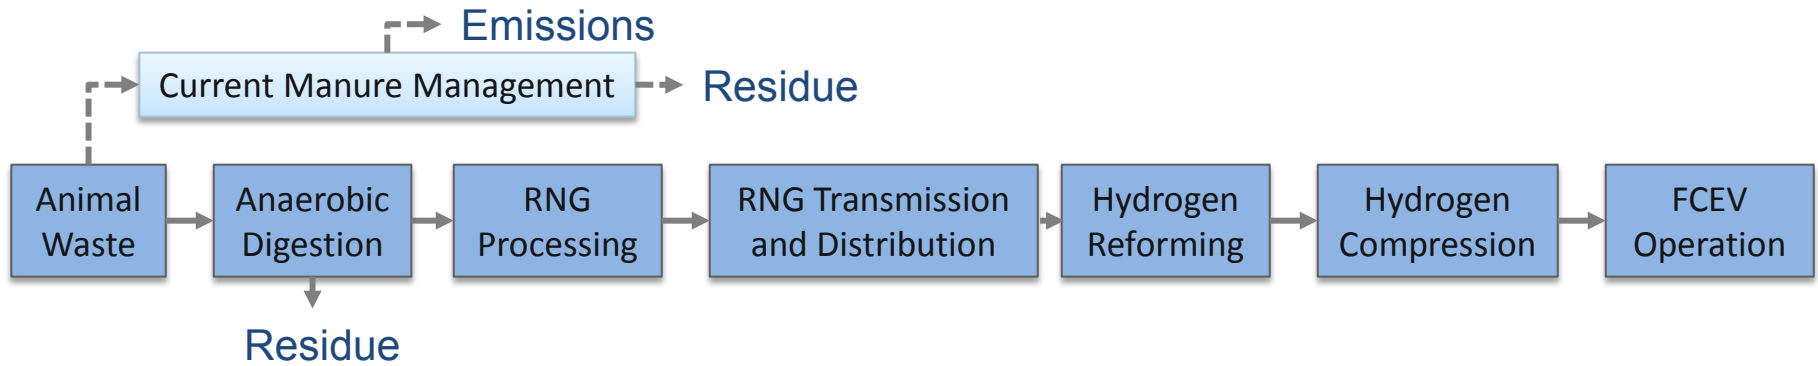 Emissions
Current Manure Management
Residue
Animal
Waste
Anaerobic
Digestion
RNG
Processing
RNG Transmission
and Distribution
Hydrogen
Reforming
Hydrogen
Compression
FCEV
Operation
Residue